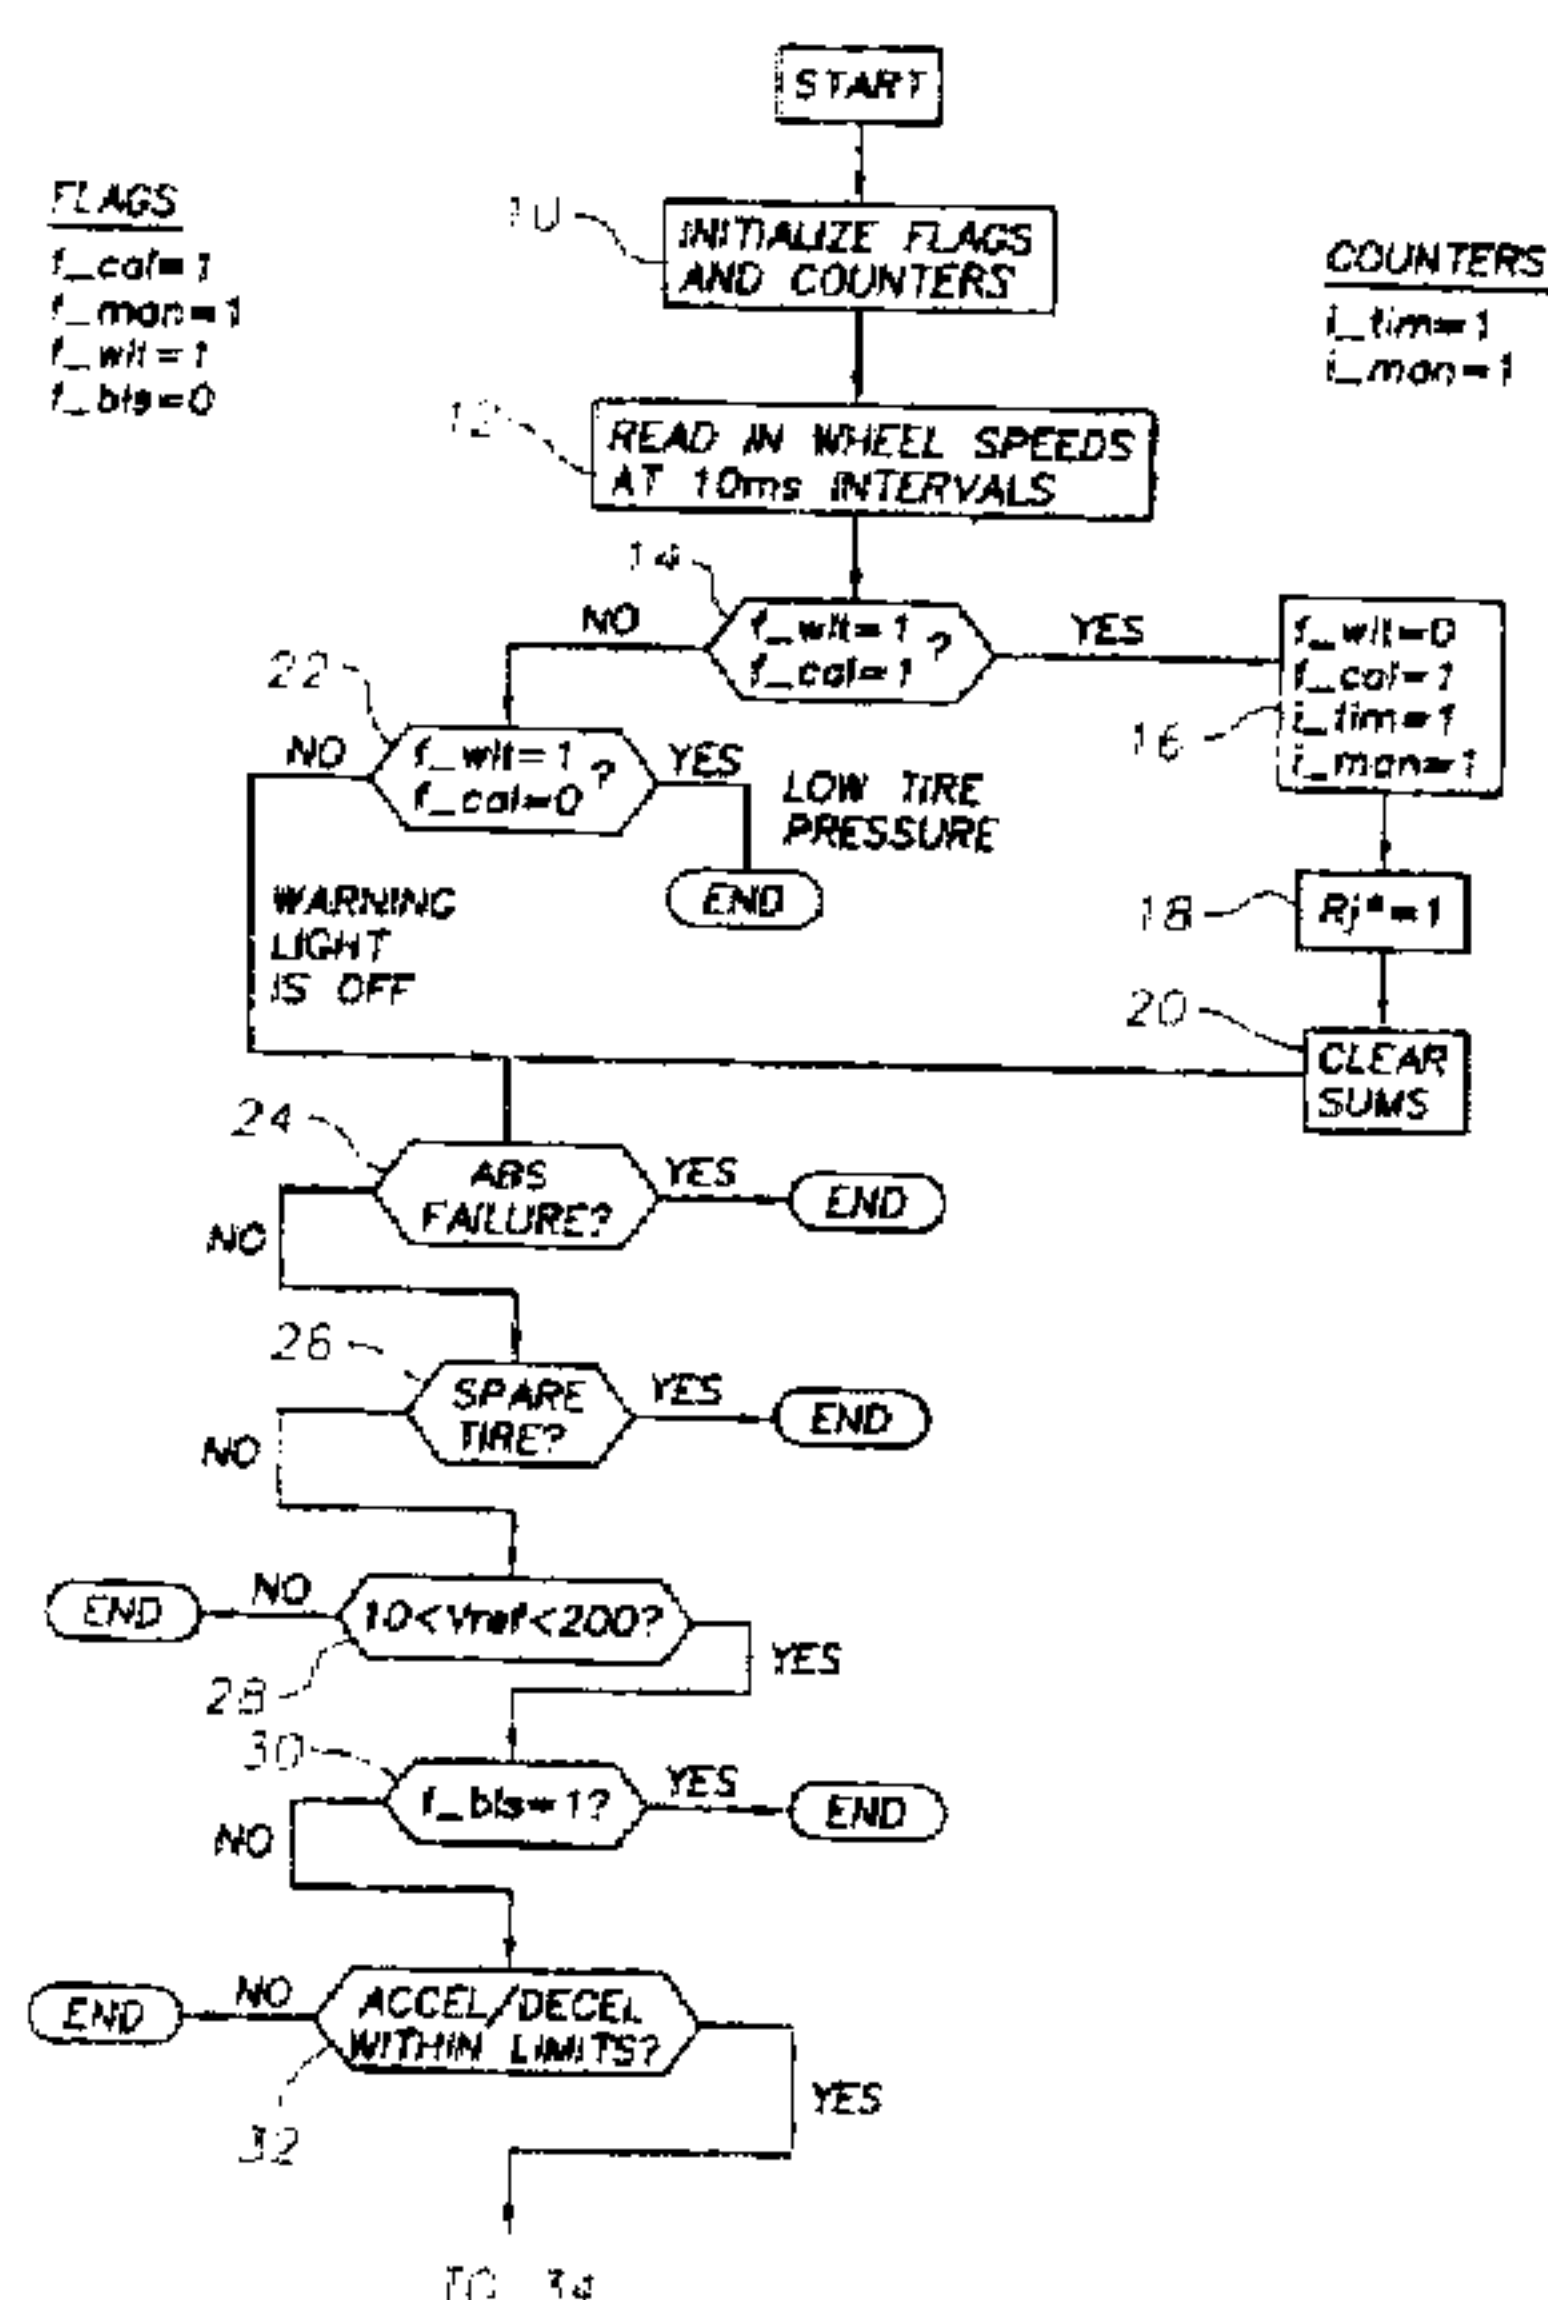 START
FLAGS
f_cal=1
f_man=1
f_wlt=1
f_bls=0
10
INITIALIZE FLAGS
AND COUNTERS
COUNTERS
i_tim=1
i_man=1
12
READ IN WHEEL SPEEDS
AT 10ms INTERVALS
14
NO
f_wlt=1
f_cal=1
?
YES
f_wlt=0
f_cal=1
i_tim=1
i_man=1
16
22
NO
f_wlt=1
f_cal=0
?
YES
LOW TIRE
PRESSURE
END
WARNING
LIGHT
IS OFF
18
Rj*=1
20
CLEAR
SUMS
24
ABS
FAILURE?
YES
END
NO
26
SPARE
TIRE?
YES
END
NO
END
NO
10<Vref<200?
YES
28
30
f_bls=1?
YES
END
NO
END
NO
ACCEL/DECEL
WITHIN LIMITS?
YES
32
TO 34